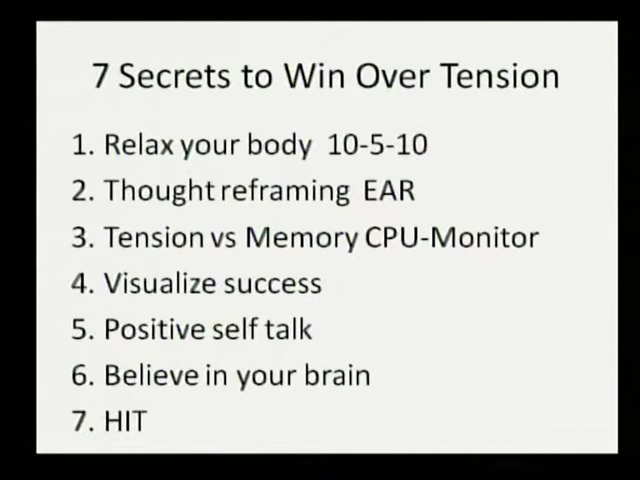 7 Secrets to Win Over Tension
1. Relax your body 10-5-10
2. Thought reframing EAR
3. Tension vs Memory CPU-Monitor
4. Visualize success
5. Positive self talk
6. Believe in your brain
7. HIT